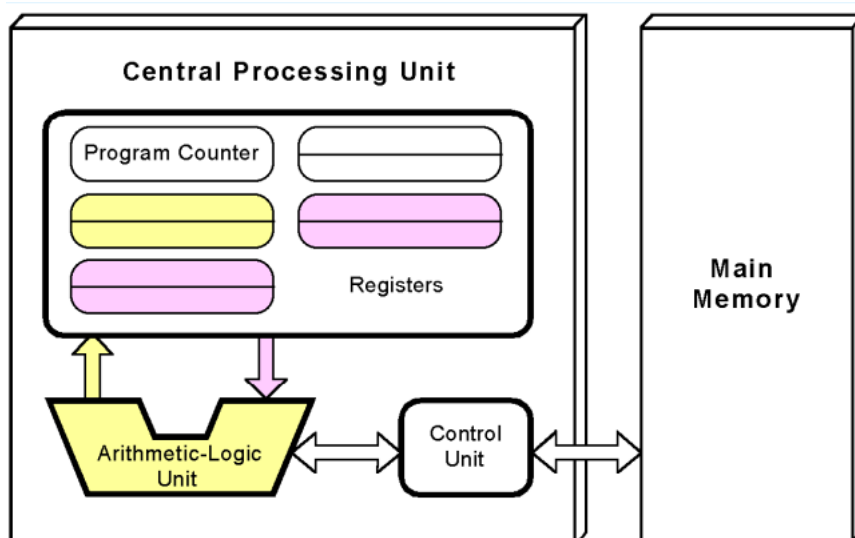 Central Processing Unit
Program Counter
Registers
Main
Memory
Arithmetic-Logic
Unit
Control
Unit